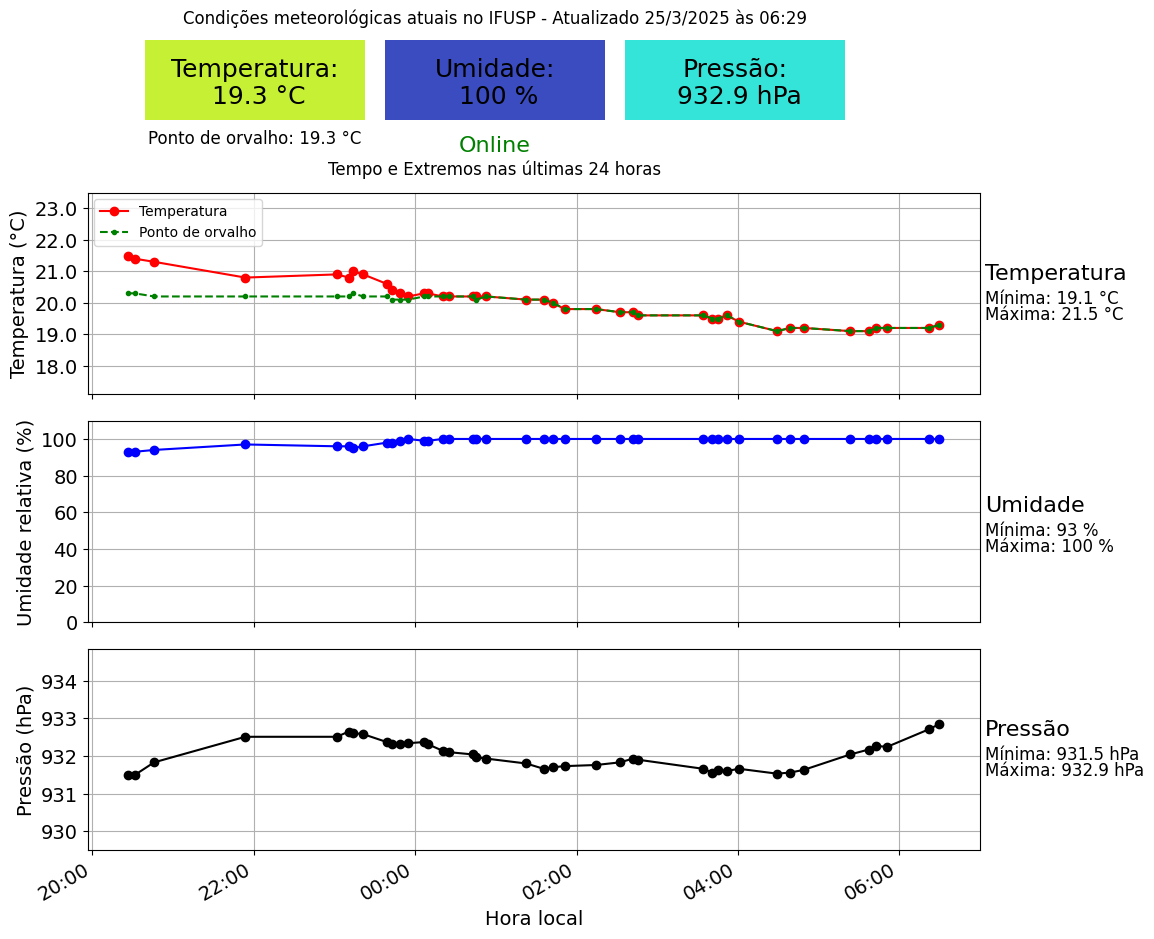 Condições meteorológicas atuais no IFUSP - Atualizado 25/3/2025 às 06:29
Temperatura:
19.3 °C
Umidade:
100 %
Pressão:
932.9 hPa
Ponto de orvalho: 19.3 °C
Online
Tempo e Extremos nas últimas 24 horas
Temperatura (°C)
23.0
22.0
21.0
20.0
19.0
18.0
Temperatura
Ponto de orvalho
Temperatura
Mínima: 19.1 °C
Máxima: 21.5 °C
Umidade relativa (%)
100
80
60
40
20
0
Umidade
Mínima: 93 %
Máxima: 100 %
Pressão (hPa)
934
933
932
931
930
Pressão
Mínima: 931.5 hPa
Máxima: 932.9 hPa
20:00
22:00
00:00
02:00
04:00
06:00
Hora local